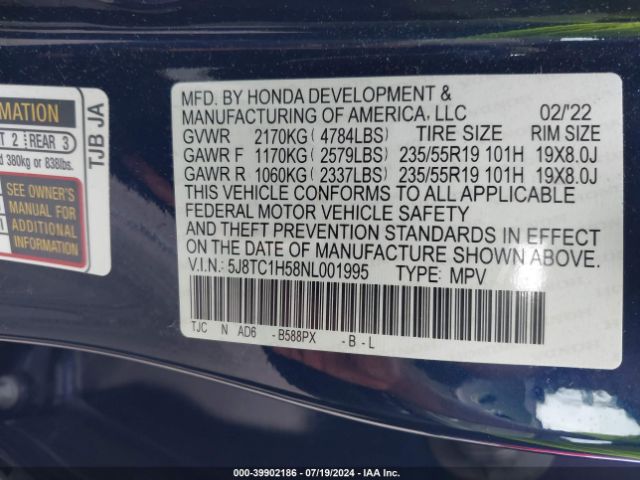 RMATION
T 2 REAR 3
d 380kg or 838lbs.
SEE OWNER'S
MANUAL FOR
ADDITIONAL
INFORMATION
TJB JA
MFD. BY HONDA DEVELOPMENT &
MANUFACTURING OF AMERICA, LLC 02/'22
GVWR 2170KG( 4784LBS) TIRE SIZE RIM SIZE
GAWR F 1170KG( 2579LBS) 235/55R19 101H 19X8.0J
GAWR R 1060KG( 2337LBS) 235/55R19 101H 19X8.0J
THIS VEHICLE CONFORMS TO ALL APPLICABLE
FEDERAL MOTOR VEHICLE SAFETY
AND THEFT PREVENTION STANDARDS IN EFFECT
ON THE DATE OF MANUFACTURE SHOWN ABOVE.
V.I.N.: 5J8TC1H58NL001995 TYPE: MPV
TJC N AD6 - B588PX - B - L
000-39902186 - 07/19/2024 - IAA Inc.